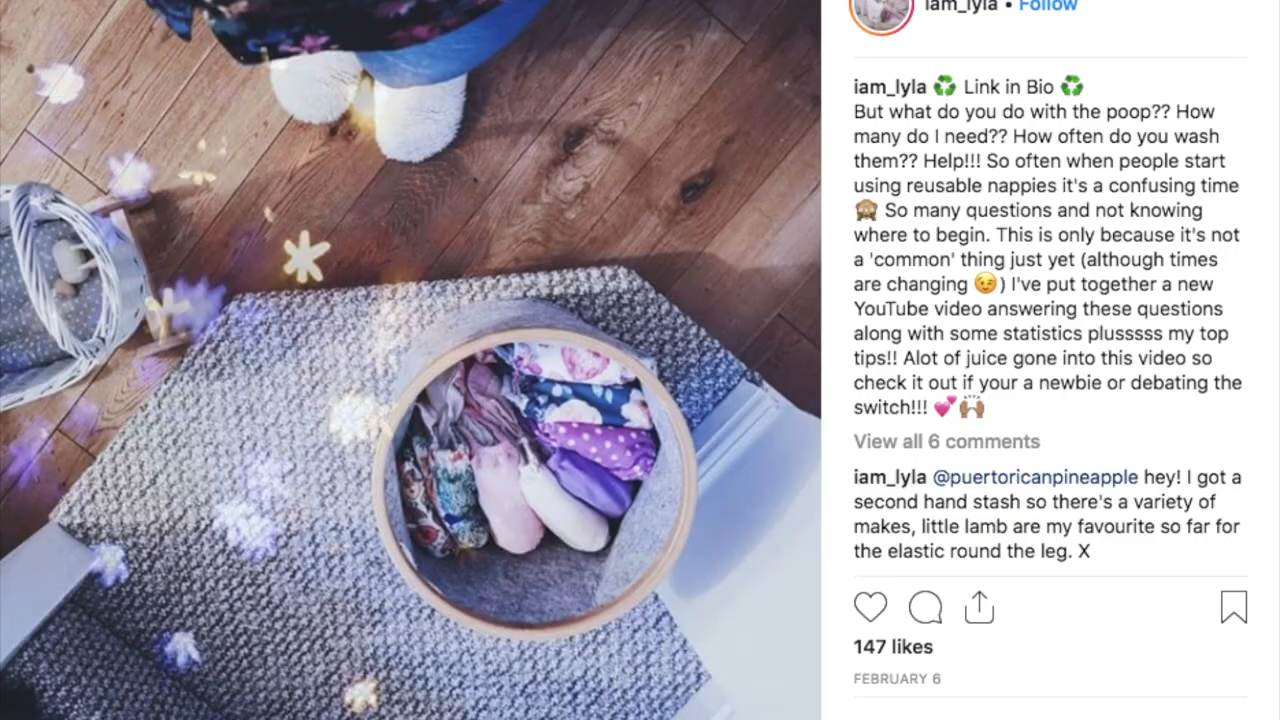 iam_lyla • Follow
iam_lyla ♻️ Link in Bio ♻️
But what do you do with the poop?? How
many do I need?? How often do you wash
them?? Help!!! So often when people start
using reusable nappies it's a confusing time
🙈 So many questions and not knowing
where to begin. This is only because it's not
a 'common' thing just yet (although times
are changing 😉) I've put together a new
YouTube video answering these questions
along with some statistics plusssss my top
tips!! Alot of juice gone into this video so
check it out if your a newbie or debating the
switch!!! 💕🙌🏽
View all 6 comments
iam_lyla @puertoricanpineapple hey! I got a
second hand stash so there's a variety of
makes, little lamb are my favourite so far for
the elastic round the leg. X
147 likes
FEBRUARY 6